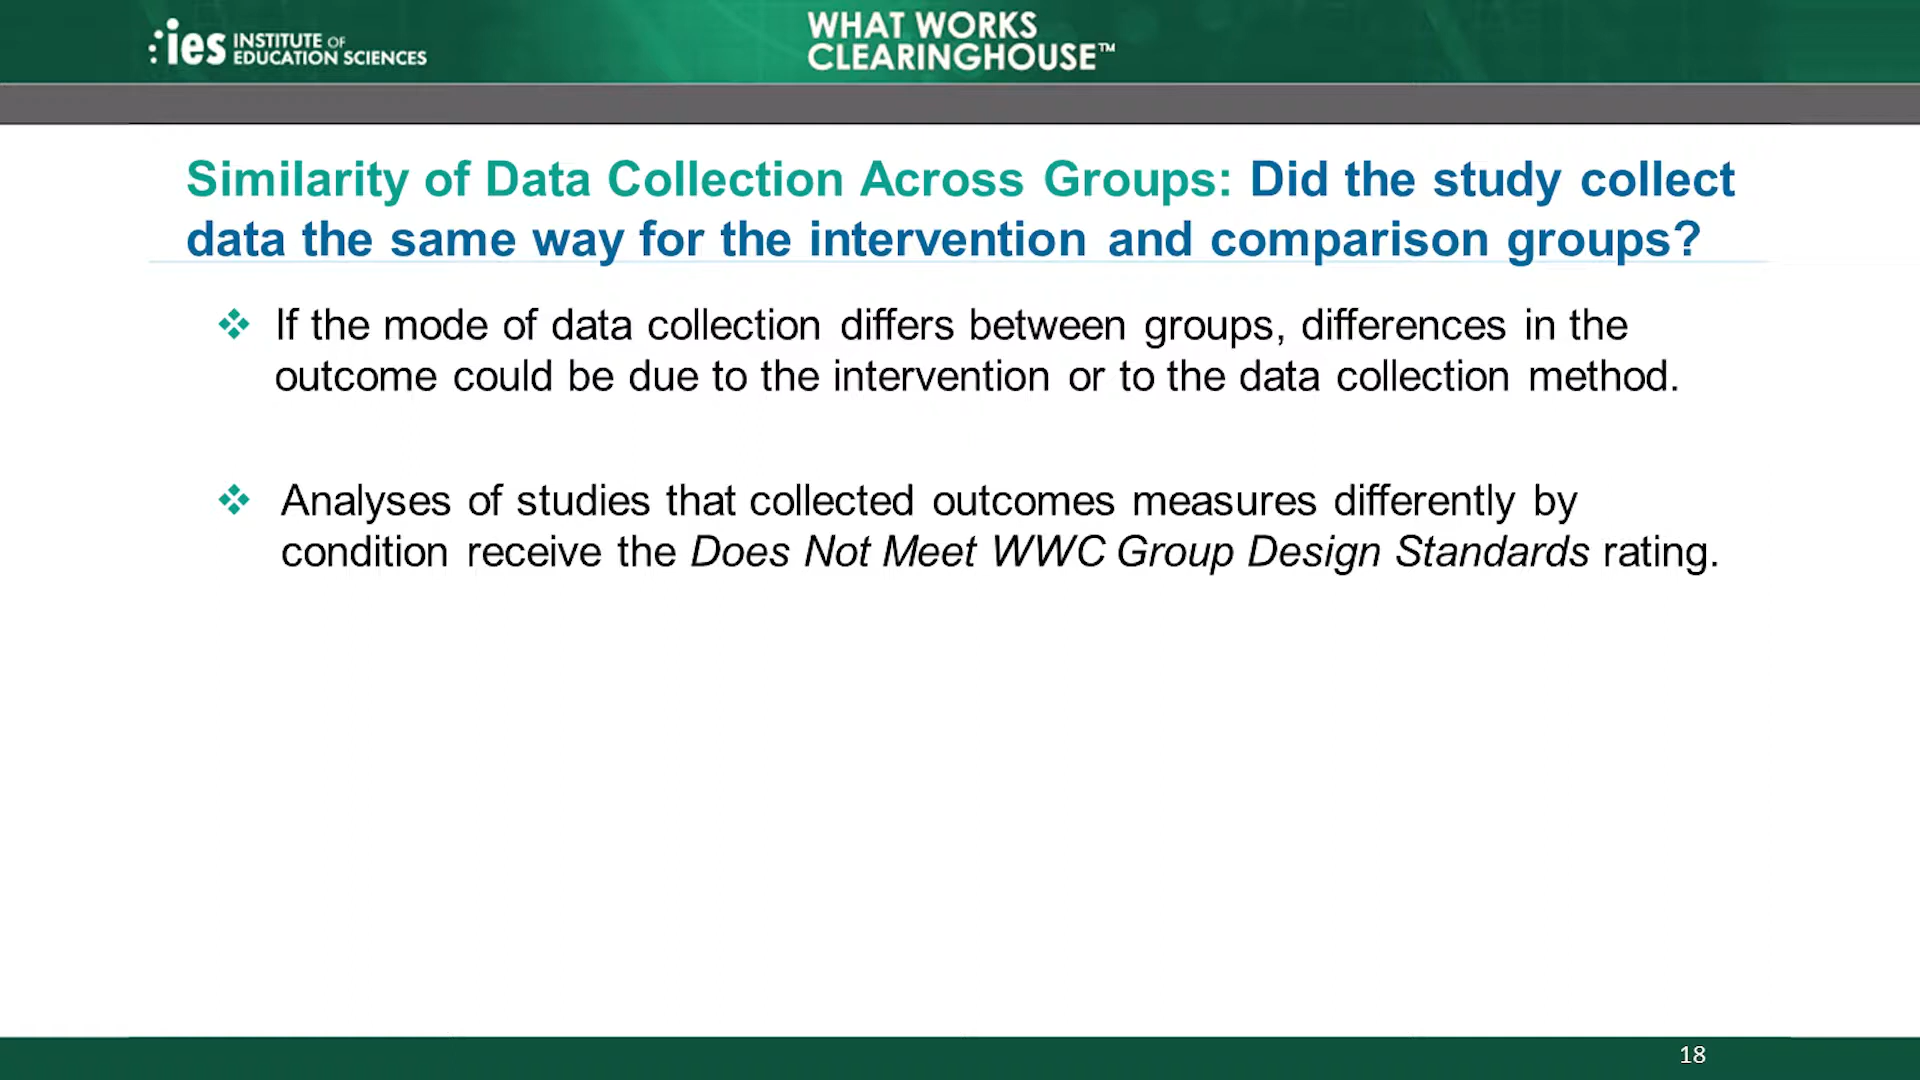 ies INSTITUTE OF
EDUCATION SCIENCES
WHAT WORKS
CLEARINGHOUSE™
Similarity of Data Collection Across Groups: Did the study collect
data the same way for the intervention and comparison groups?
If the mode of data collection differs between groups, differences in the
outcome could be due to the intervention or to the data collection method.
Analyses of studies that collected outcomes measures differently by
condition receive the Does Not Meet WWC Group Design Standards rating.
18